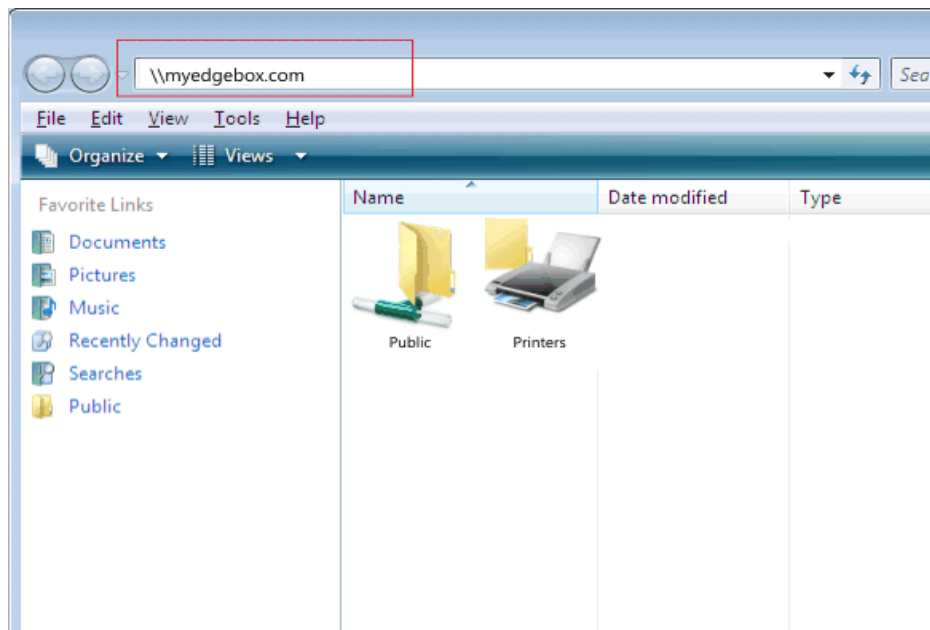 \\myedgebox.com
Sea
File Edit View Tools Help
Organize Views
Favorite Links
Documents
Pictures
Music
Recently Changed
Searches
Public
Name Date modified Type
Public Printers